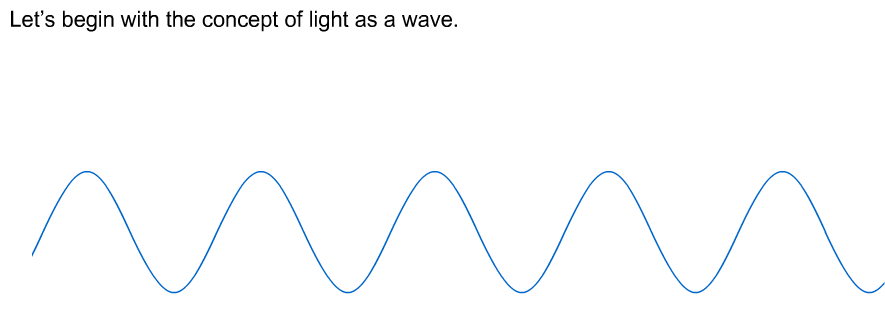 Let’s begin with the concept of light as a wave.